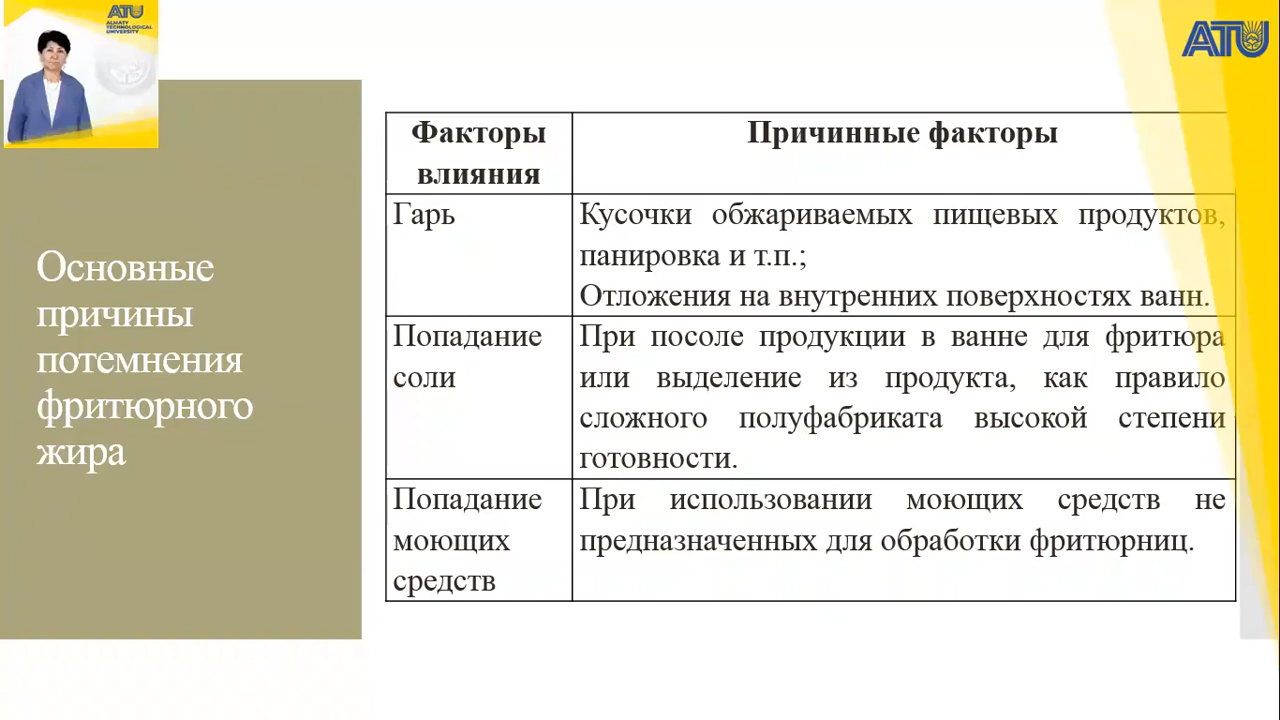 ATU
ALMATY
TECHNOLOGICAL
UNIVERSITY
ATU
Основные
причины
потемнения
фритюрного
жира
Факторы
влияния
Причинные факторы
Гарь
Кусочки обжариваемых пищевых продуктов,
панировка и т.п.;
Отложения на внутренних поверхностях ванн.
Попадание
соли
При посоле продукции в ванне для фритюра
или выделение из продукта, как правило
сложного полуфабриката высокой степени
готовности.
Попадание
моющих
средств
При использовании моющих средств не
предназначенных для обработки фритюрниц.